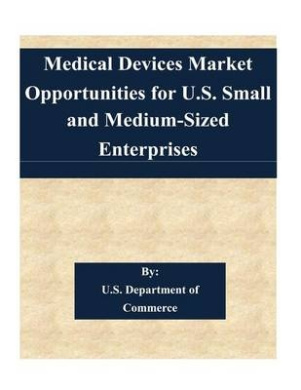 Medical Devices Market
Opportunities for U.S. Small
and Medium-Sized
Enterprises
By:
U.S. Department of
Commerce